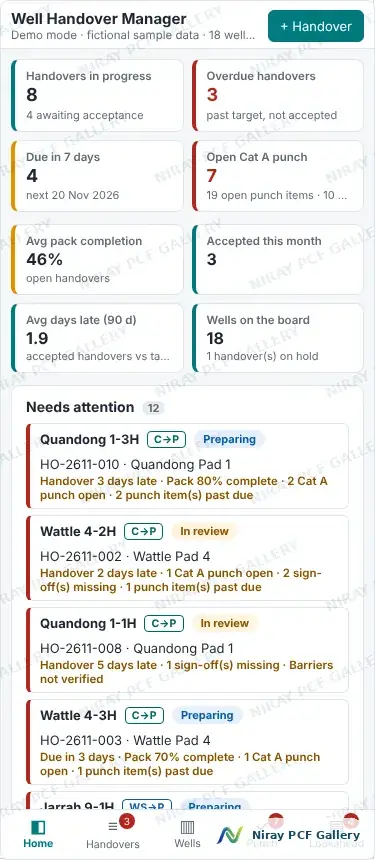 Well Handover Manager
Demo mode · fictional sample data · 18 well...
+ Handover
Handovers in progress
8
4 awaiting acceptance
Overdue handovers
3
past target, not accepted
Due in 7 days
4
next 20 Nov 2026
Open Cat A punch
7
19 open punch items · 10 ...
Avg pack completion
46%
open handovers
Accepted this month
3
Avg days late (90 d)
1.9
accepted handovers vs ta...
Wells on the board
18
1 handover(s) on hold
Needs attention 12
Quandong 1-3H C→P Preparing
HO-2611-010 · Quandong Pad 1
Handover 3 days late · Pack 80% complete · 2 Cat A
punch open · 2 punch item(s) past due
Wattle 4-2H C→P In review
HO-2611-002 · Wattle Pad 4
Handover 2 days late · 1 Cat A punch open · 2 sign-
off(s) missing · 1 punch item(s) past due
Quandong 1-1H C→P In review
HO-2611-008 · Quandong Pad 1
Handover 5 days late · 1 sign-off(s) missing · Barriers
not verified
Wattle 4-3H C→P Preparing
HO-2611-003 · Wattle Pad 4
Due in 3 days · Pack 70% complete · 1 Cat A punch
open · 1 punch item(s) past due
Jarrah 9-1H WS→P Preparing
Home
Handovers 3
Wells
Punch 7
Niray PCF Gallery
NIRAY PCF GALLERY